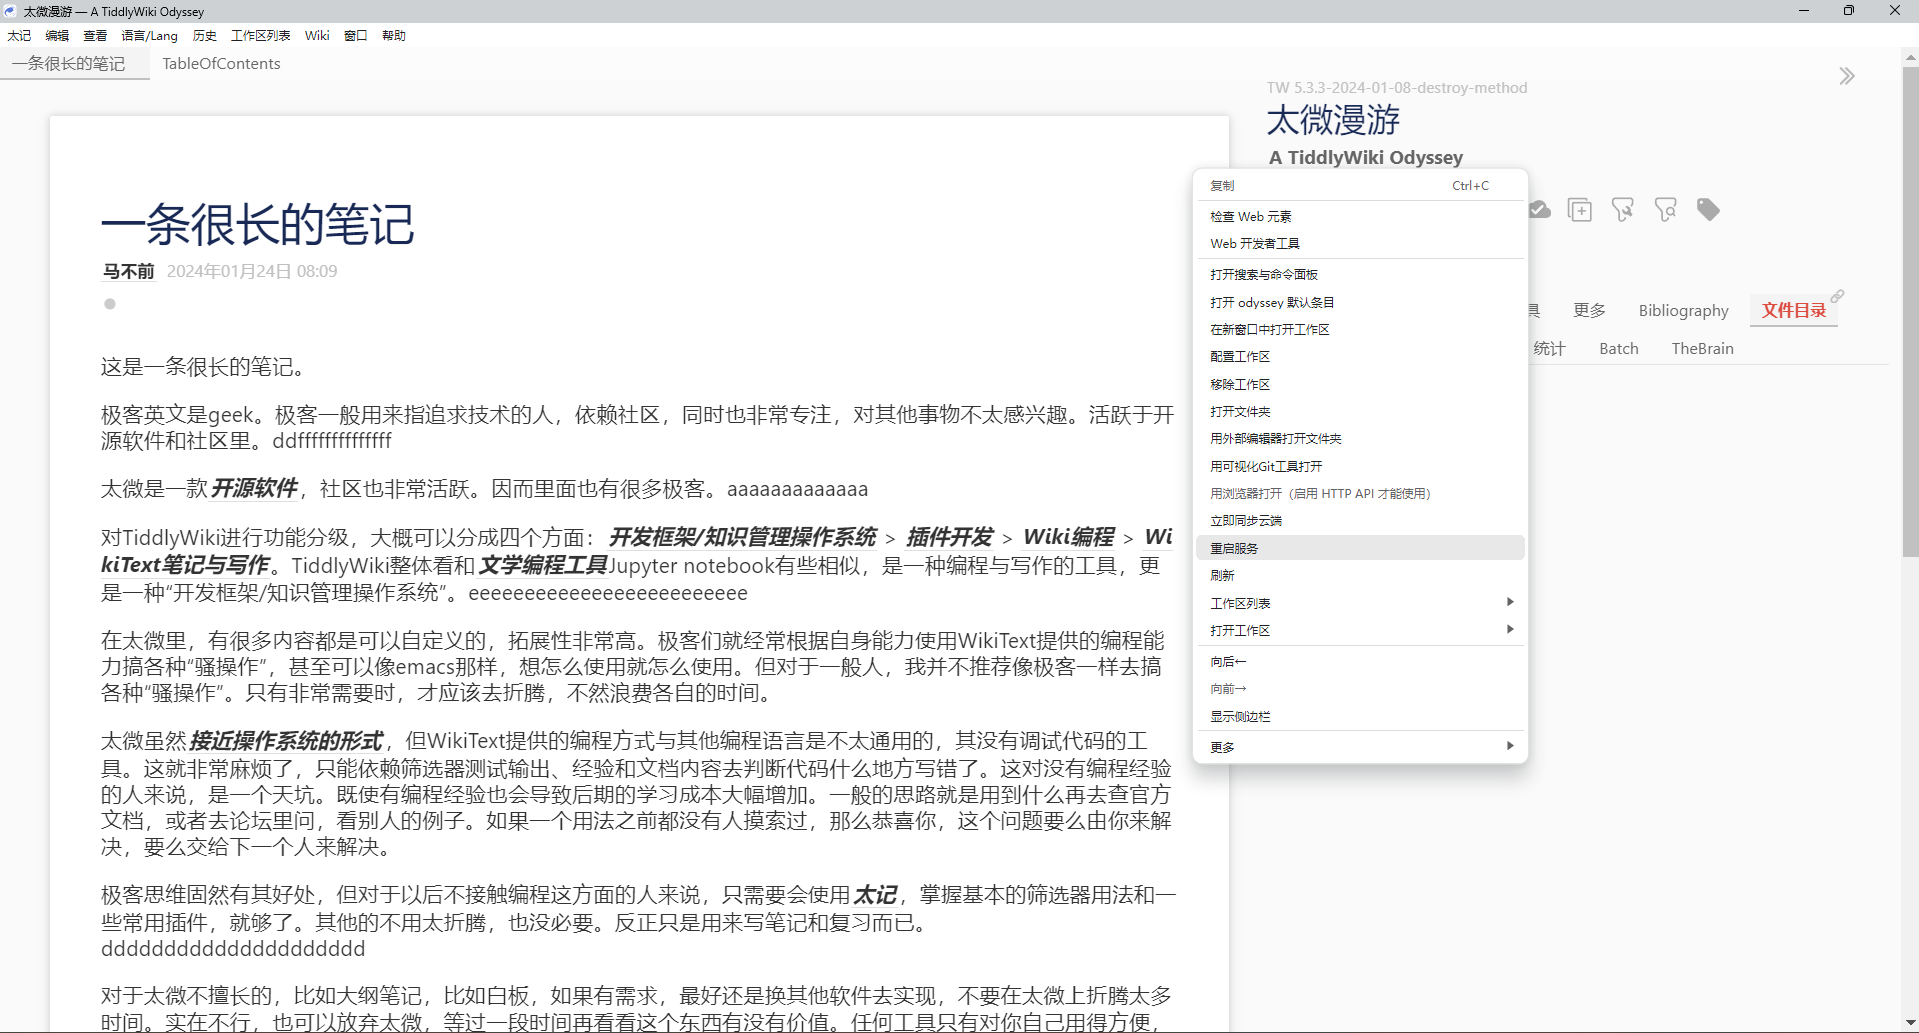 太微漫游 — A TiddlyWiki Odyssey
太记 编辑 查看 语言/Lang 历史 工作区列表 Wiki 窗口 帮助
一条很长的笔记 TableOfContents
TW 5.3.3-2024-01-08-destroy-method
太微漫游
A TiddlyWiki Odyssey
具 更多 Bibliography 文件目录
统计 Batch TheBrain
一条很长的笔记
马不前 2024年01月24日 08:09
这是一条很长的笔记。
极客英文是geek。极客一般用来指追求技术的人，依赖社区，同时也非常专注，对其他事物不太感兴趣。活跃于开
源软件和社区里。ddffffffffffffff
太微是一款开源软件，社区也非常活跃。因而里面也有很多极客。aaaaaaaaaaaaa
对TiddlyWiki进行功能分级，大概可以分成四个方面：开发框架/知识管理操作系统 > 插件开发 > Wiki编程 > Wi
kiText笔记与写作。TiddlyWiki整体看和文学编程工具Jupyter notebook有些相似，是一种编程与写作的工具，更
是一种“开发框架/知识管理操作系统”。eeeeeeeeeeeeeeeeeeeeeeeee
在太微里，有很多内容都是可以自定义的，拓展性非常高。极客们就经常根据自身能力使用WikiText提供的编程能
力搞各种“骚操作”，甚至可以像emacs那样，想怎么使用就怎么使用。但对于一般人，我并不推荐像极客一样去搞
各种“骚操作”。只有非常需要时，才应该去折腾，不然浪费各自的时间。
太微虽然接近操作系统的形式，但WikiText提供的编程方式与其他编程语言是不太通用的，其没有调试代码的工
具。这就非常麻烦了，只能依赖筛选器测试输出、经验和文档内容去判断代码什么地方写错了。这对没有编程经验
的人来说，是一个天坑。既使有编程经验也会导致后期的学习成本大幅增加。一般的思路就是用到什么再去查官方
文档，或者去论坛里问，看别人的例子。如果一个用法之前都没有人摸索过，那么恭喜你，这个问题要么由你来解
决，要么交给下一个人来解决。
极客思维固然有其好处，但对于以后不接触编程这方面的人来说，只需要会使用太记，掌握基本的筛选器用法和一
些常用插件，就够了。其他的不用太折腾，也没必要。反正只是用来写笔记和复习而已。
ddddddddddddddddddddd
对于太微不擅长的，比如大纲笔记，比如白板，如果有需求，最好还是换其他软件去实现，不要在太微上折腾太多
时间。实在不行，也可以放弃太微，等过一段时间再看看这个东西有没有价值。任何工具只有对你自己用得方便，
复制 Ctrl+C
检查 Web 元素
Web 开发者工具
打开搜索与命令面板
打开 odyssey 默认条目
在新窗口中打开工作区
配置工作区
移除工作区
打开文件夹
用外部编辑器打开文件夹
用可视化Git工具打开
用浏览器打开（启用 HTTP API 才能使用）
立即同步云端
重启服务
刷新
工作区列表
打开工作区
向后←
向前→
显示侧边栏
更多